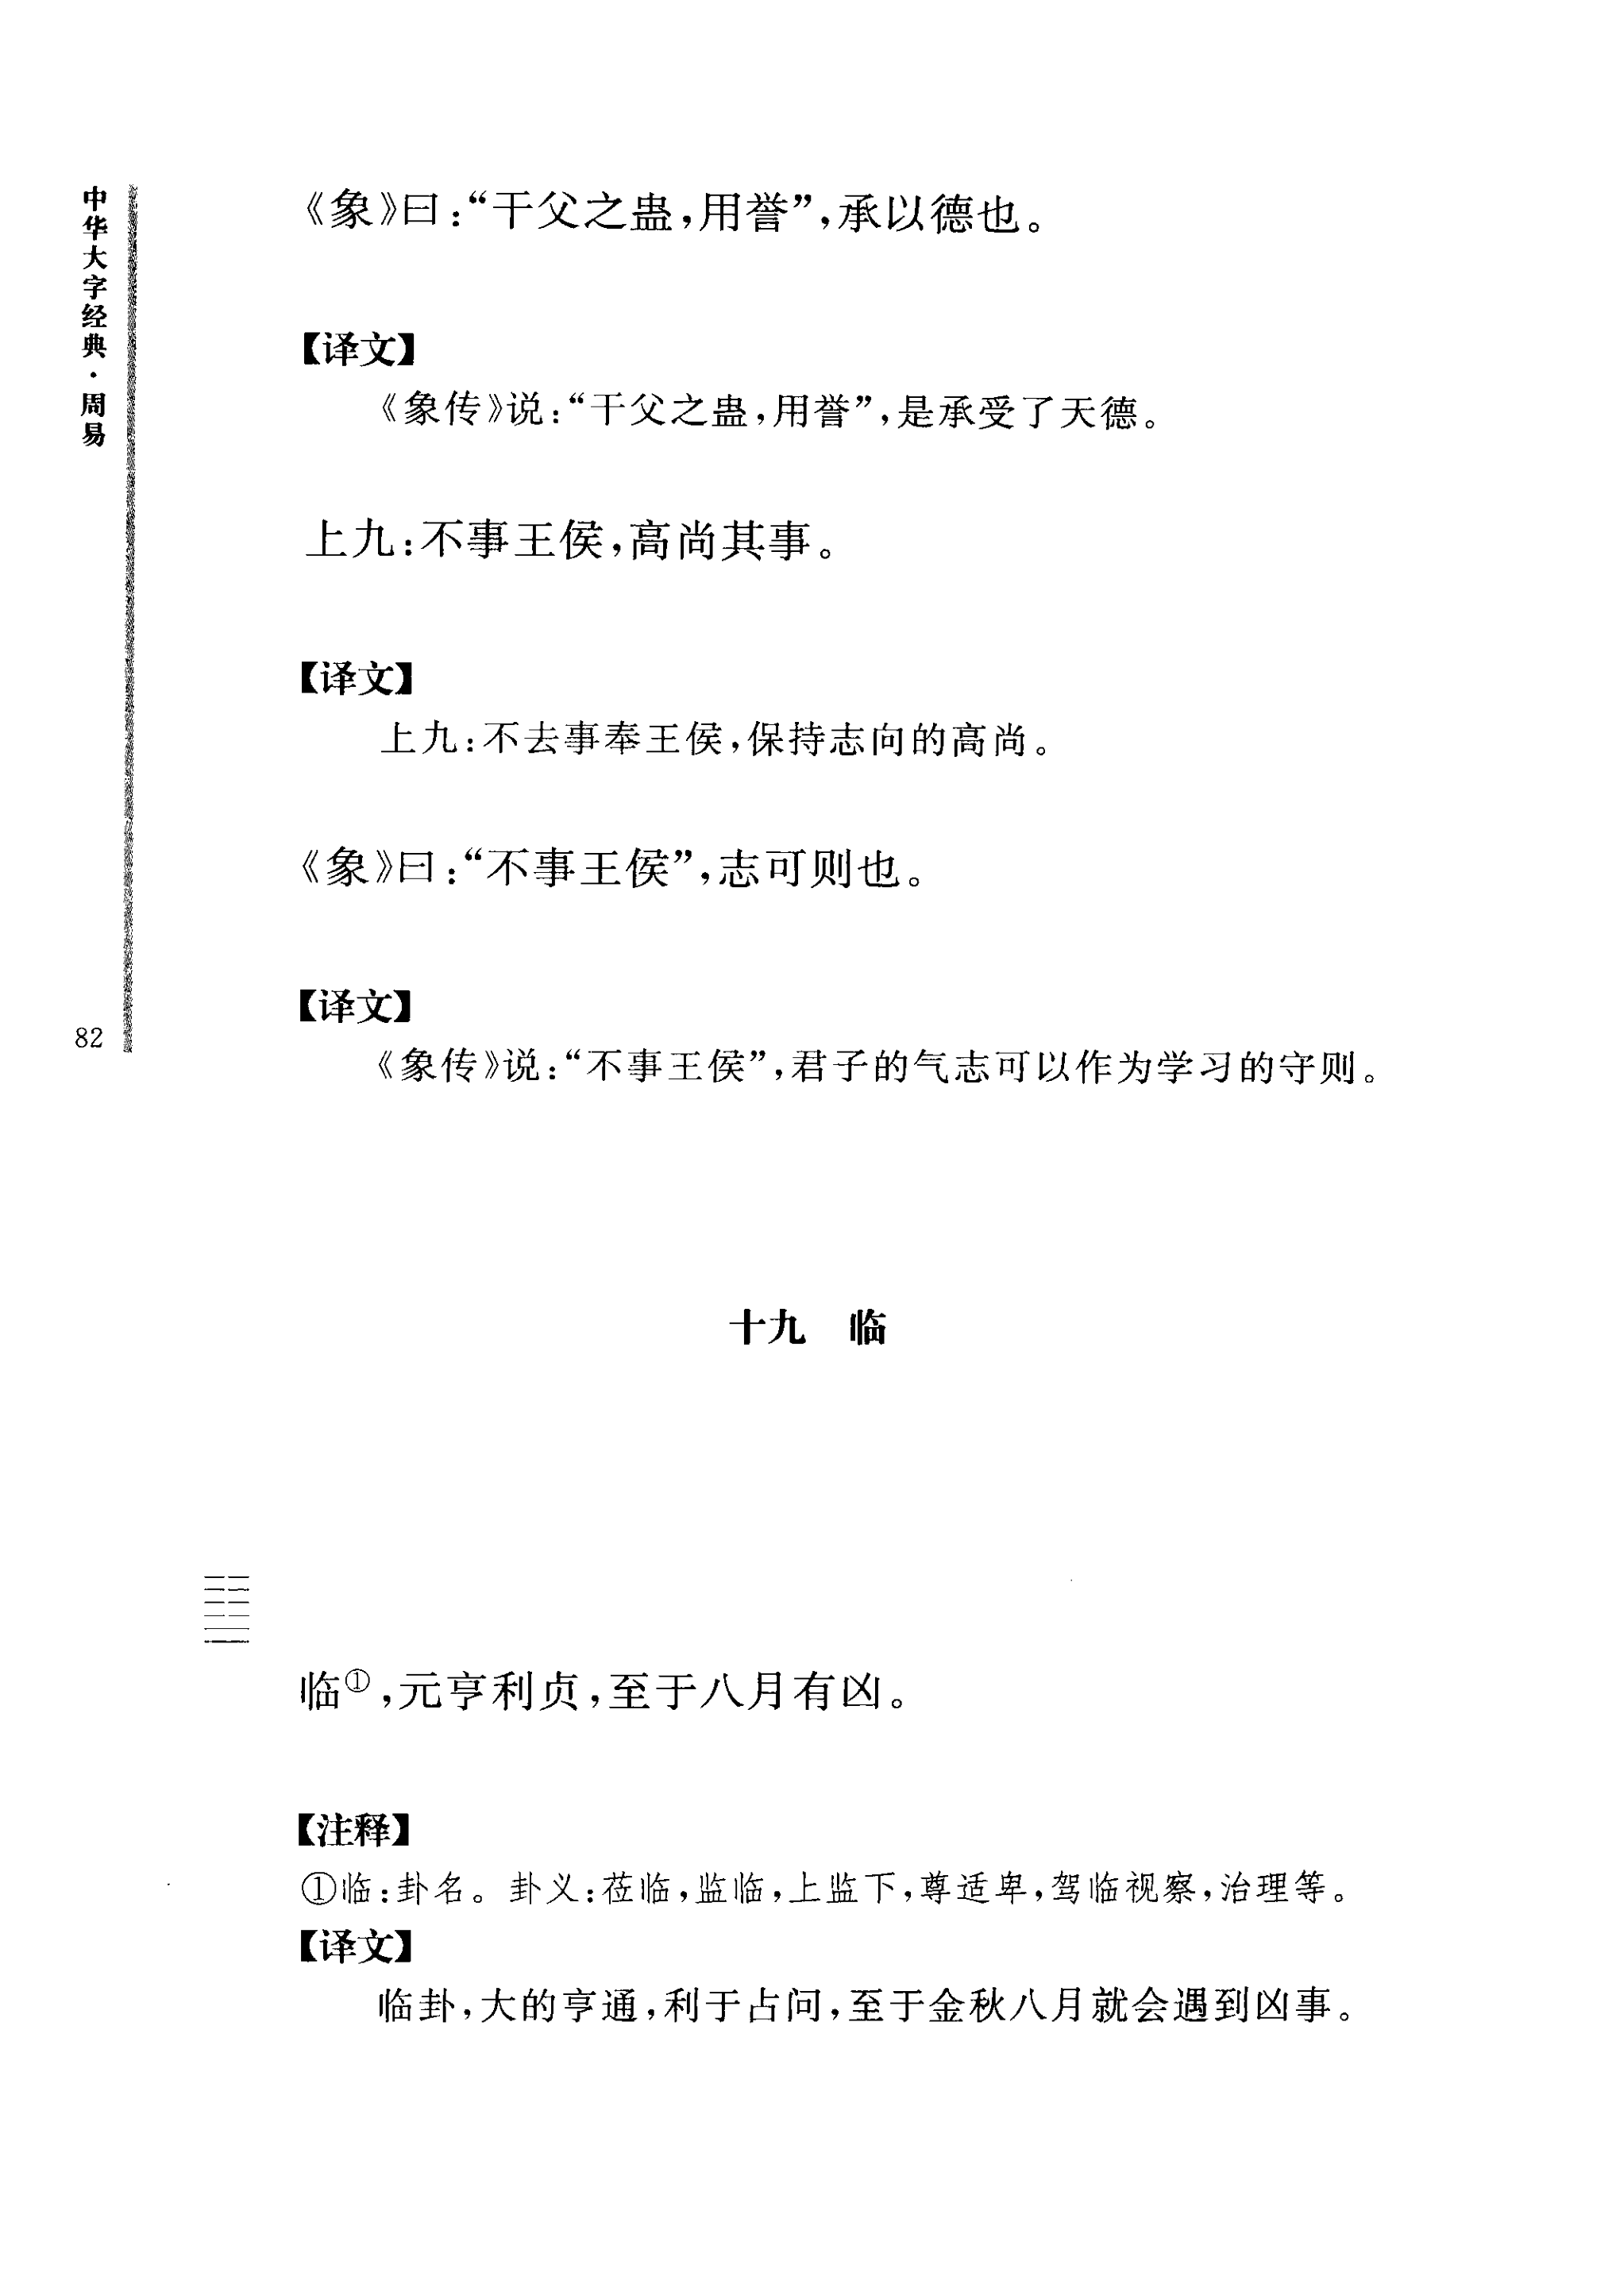 中华大字经典·周易
82
《象》曰：“干父之蛊，用誉”，承以德也。
【译文】
《象传》说：“干父之蛊，用誉”，是承受了天德。
上九：不事王侯，高尚其事。
【译文】
上九：不去事奉王侯，保持志向的高尚。
《象》曰：“不事王侯”，志可则也。
【译文】
《象传》说：“不事王侯”，君子的气志可以作为学习的守则。
十九　临
临①，元亨利贞，至于八月有凶。
【注释】
①临：卦名。卦义：莅临，监临，上监下，尊适卑，驾临视察，治理等。
【译文】
临卦，大的亨通，利于占问，至于金秋八月就会遇到凶事。